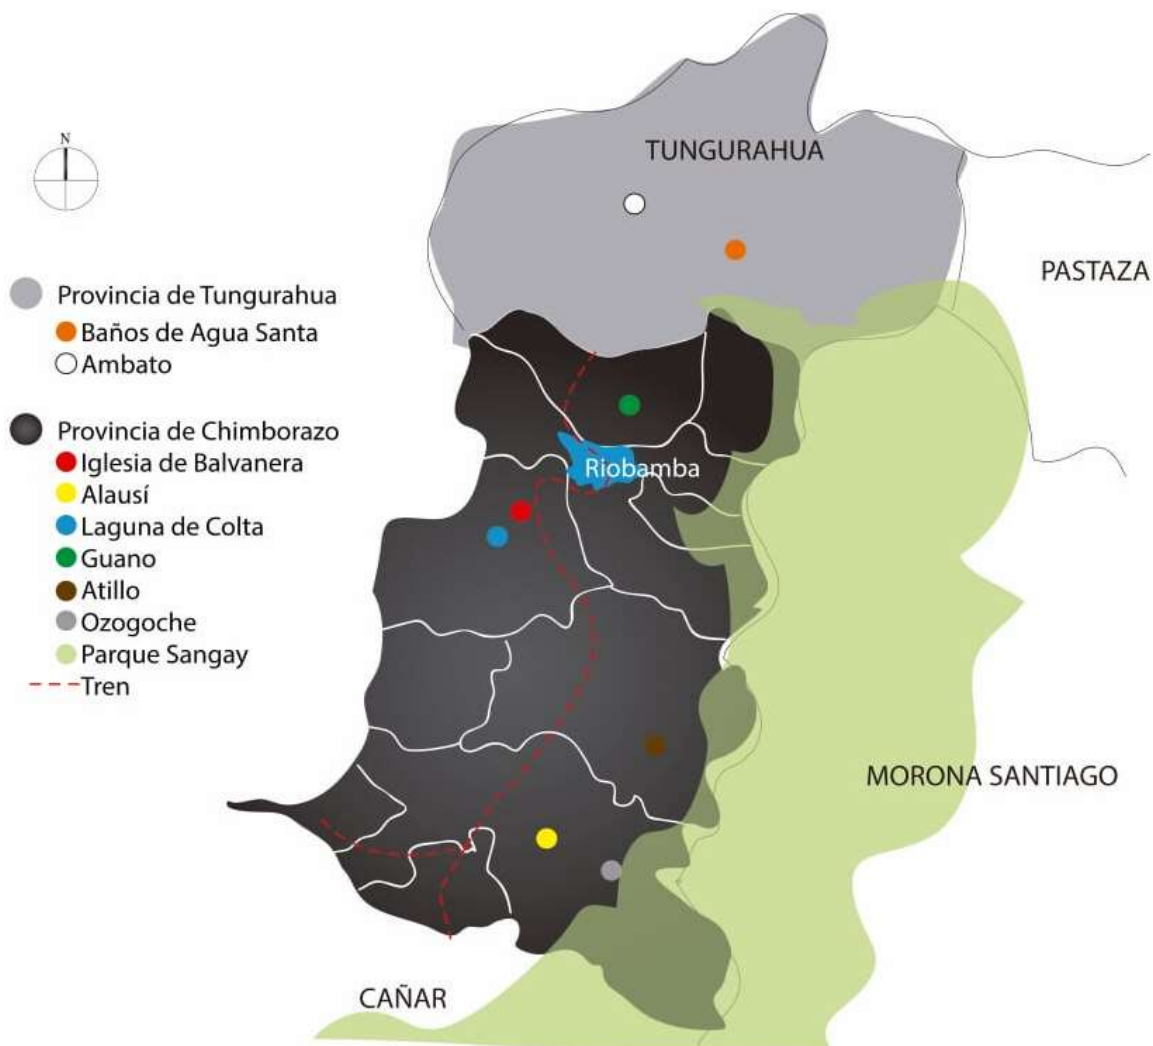 N
TUNGURAHUA
PASTAZA
Provincia de Tungurahua
Baños de Agua Santa
Ambato
Provincia de Chimborazo
Iglesia de Balvanera
Alausí
Laguna de Colta
Guano
Atillo
Ozogoche
Parque Sangay
Tren
Riobamba
MORONA SANTIAGO
CAÑAR